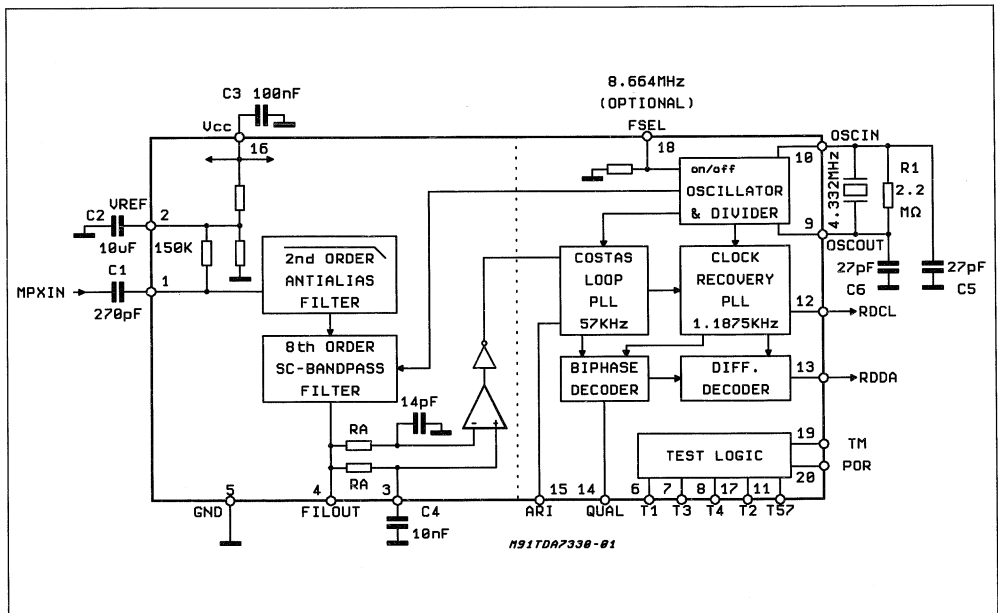 8.664MHz
(OPTIONAL)
C3 100nF
Vcc
16
FSEL
18
OSCIN
10
on/off
OSCILLATOR
& DIVIDER
4.332MHz
R1
2.2
MΩ
C2
VREF
2
10uF
150K
9
OSCOUT
2nd ORDER
ANTIALIAS
FILTER
COSTAS
LOOP
PLL
57KHz
CLOCK
RECOVERY
PLL
1.1875KHz
27pF
C6
27pF
C5
C1
1
MPXIN
270pF
12
RDCL
8th ORDER
SC-BANDPASS
FILTER
BIPHASE
DECODER
DIFF.
DECODER
13
RDDA
14pF
RA
- +
RA
TEST LOGIC
19
TM
POR
20
5
4
3
15
14
6
7
8
17
11
GND
FILOUT
C4
10nF
ARI
QUAL
T1
T3
T4
T2
T57
M91TDA7330-01